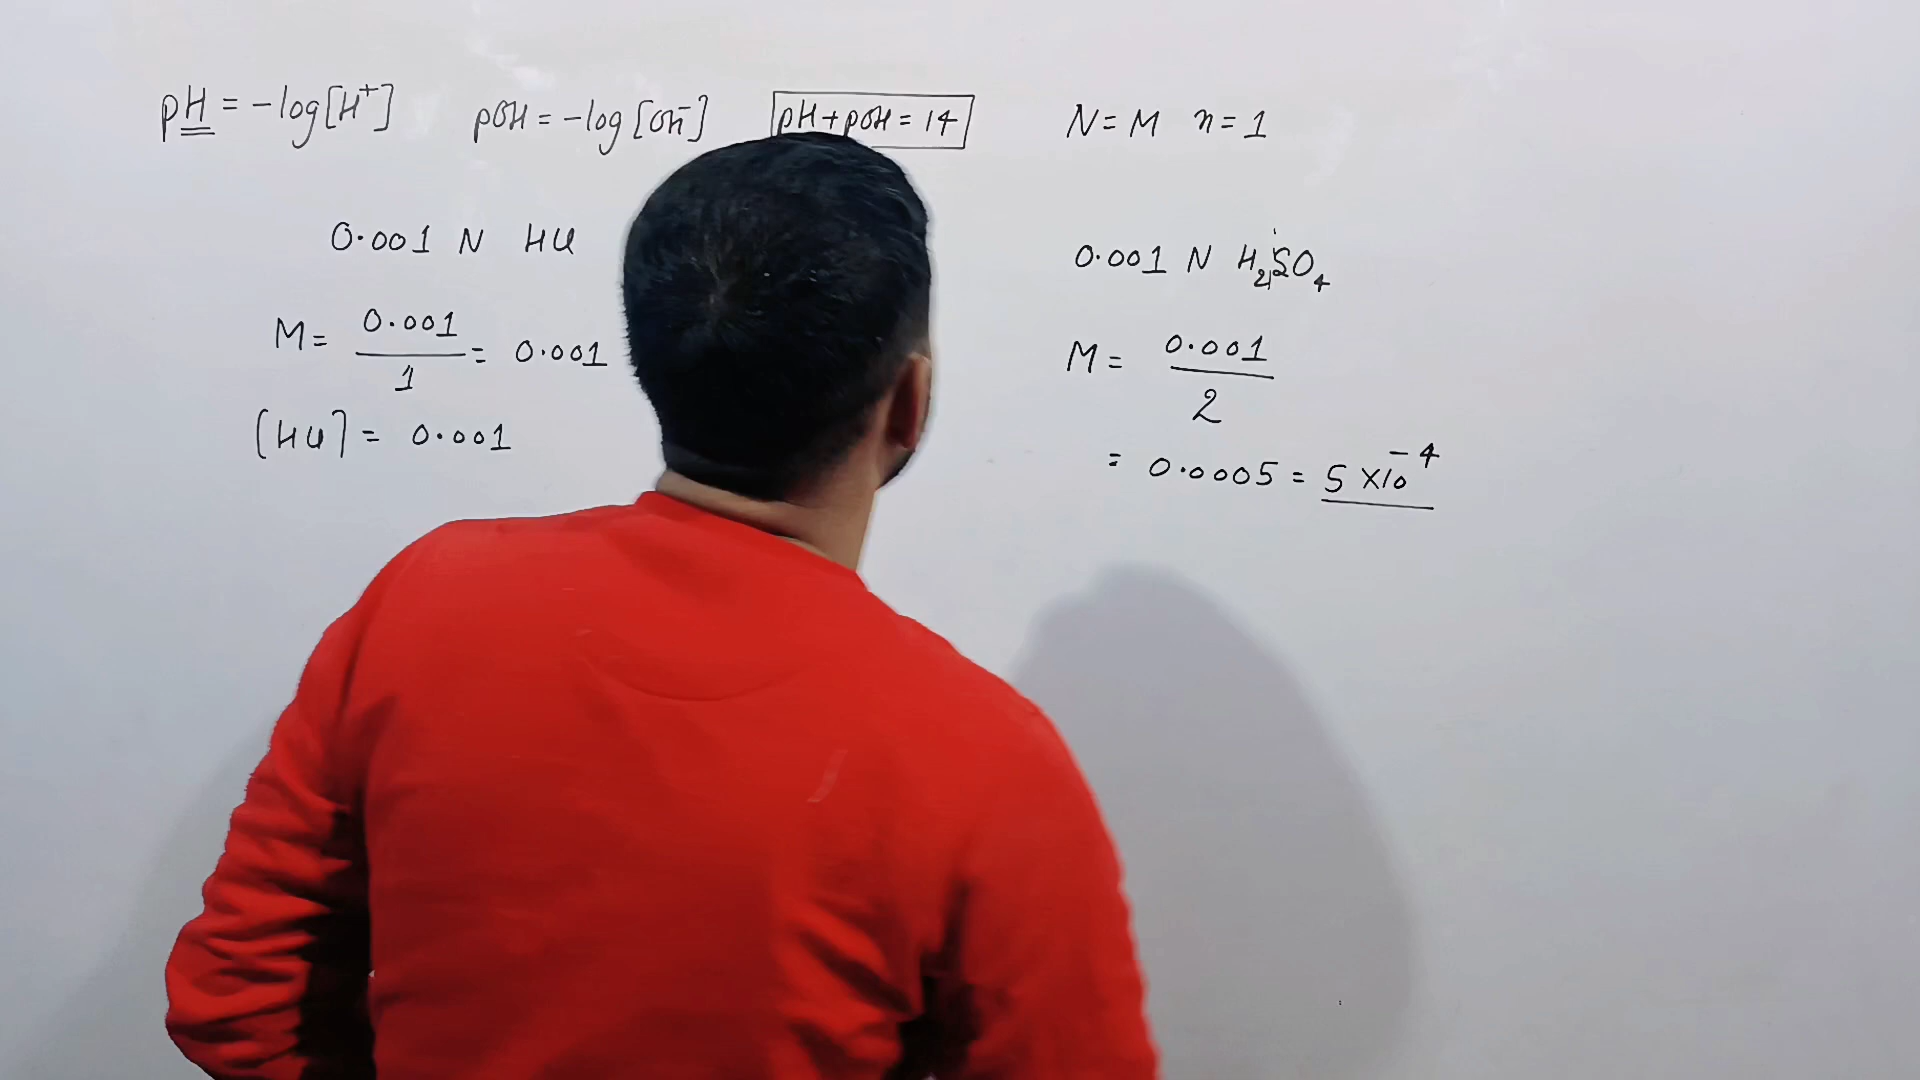 pH = -log[H⁺] pOH = -log[OH⁻] pH + pOH = 14 N = M n = 1
0.001 N HCl
0.001 N H₂SO₄
M = 0.001/1 = 0.001
M = 0.001/2
[HCl] = 0.001
= 0.0005 = 5 × 10⁻⁴